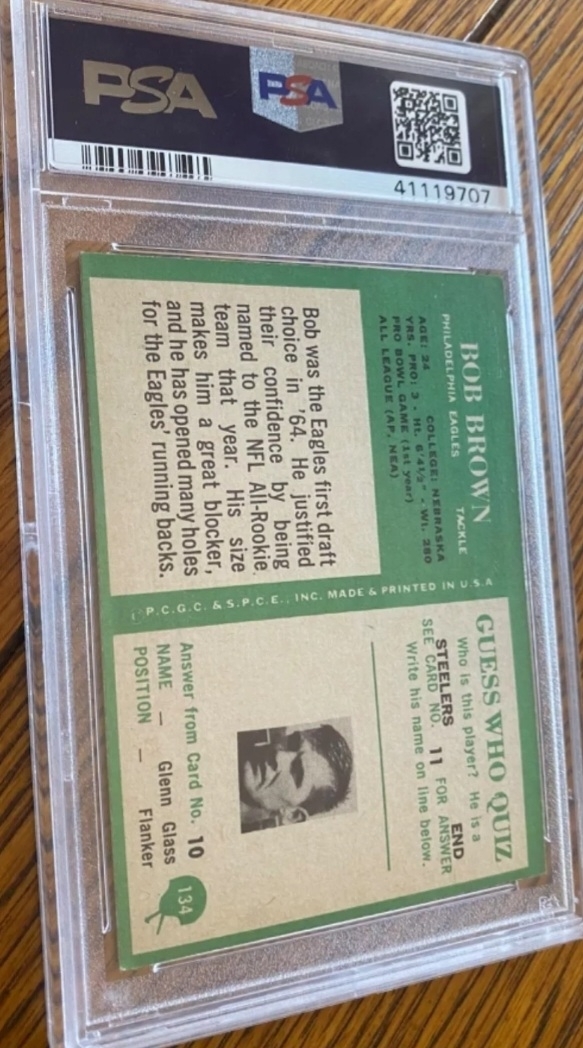 PSA
PSA
41119707
BOB BROWN
PHILADELPHIA EAGLES TACKLE
AGE: 24 COLLEGE: NEBRASKA
YRS. PRO: 3 - Ht. 6'4½" - Wt. 280
PRO BOWL GAME (1st year)
ALL LEAGUE (AP, NEA)
Bob was the Eagles first draft
choice in '64. He justified
their confidence by being
named to the NFL All-Rookie
team that year. His size
makes him a great blocker,
and he has opened many holes
for the Eagles' running backs.
P.C.G.C. & S.P.C.E., INC. MADE & PRINTED IN U.S.A
GUESS WHO QUIZ
Who is this player? He is a
STEELERS END
SEE CARD NO. 11 FOR ANSWER
Write his name on line below.
Answer from Card No. 10
NAME – Glenn Glass
POSITION – Flanker
134